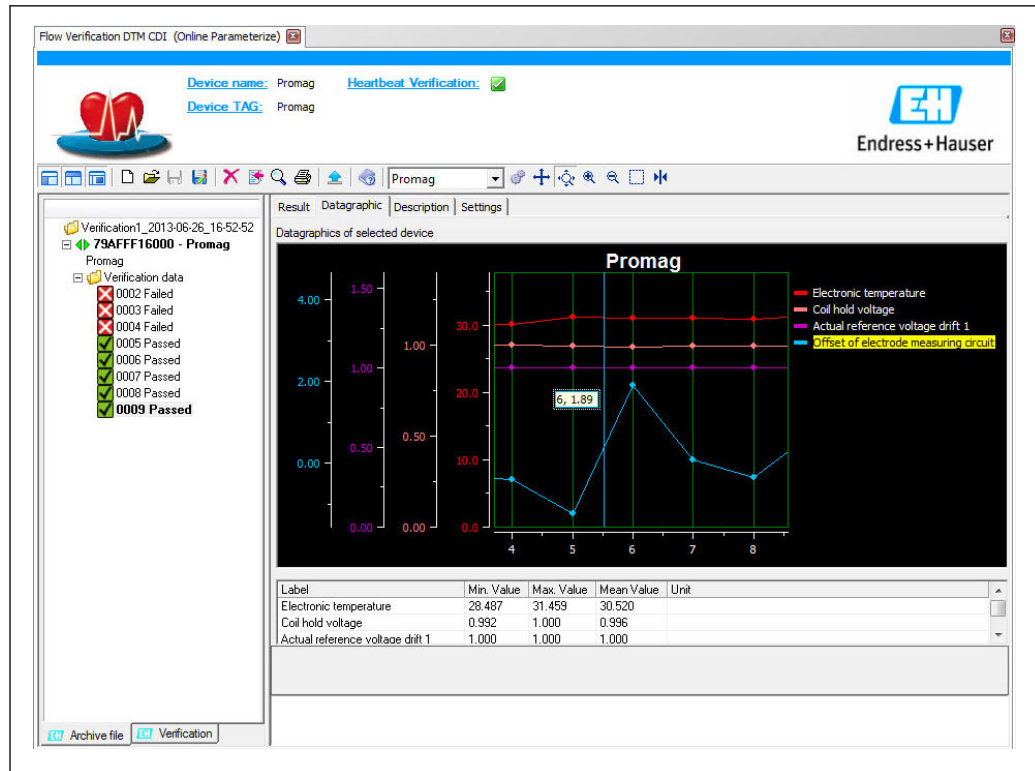 Flow Verification DTM CDI (Online Parameterize)
Device name: Promag Heartbeat Verification:
Device TAG: Promag
EH
Endress+Hauser
Promag
Result Datagraphic Description Settings
Verification1_2013-06-26_16-52-52
79AFFF16000 - Promag
Promag
Verification data
0002 Failed
0003 Failed
0004 Failed
0005 Passed
0006 Passed
0007 Passed
0008 Passed
0009 Passed
Datagraphics of selected device
Promag
4.00
2.00
0.00
1.50
1.00
0.50
0.00
1.00
0.50
0.00
30.0
20.0
10.0
0.0
6, 1.89
4 5 6 7 8
Electronic temperature
Coil hold voltage
Actual reference voltage drift 1
Offset of electrode measuring circuit
Label Min. Value Max. Value Mean Value Unit
Electronic temperature 28.487 31.459 30.520
Coil hold voltage 0.992 1.000 0.996
Actual reference voltage drift 1 1.000 1.000 1.000
EH Archive file EH Verification